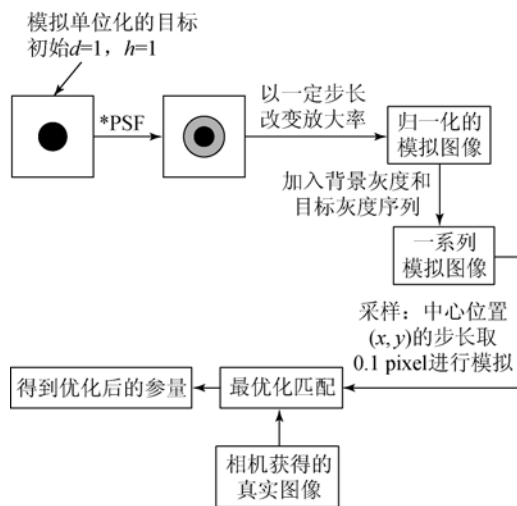 模拟单位化的目标
初始d=1，h=1
*PSF
以一定步长
改变放大率
归一化的
模拟图像
加入背景灰度和
目标灰度序列
一系列
模拟图像
采样：中心位置
(x, y)的步长取
0.1 pixel进行模拟
得到优化后的参量
最优化匹配
相机获得的
真实图像